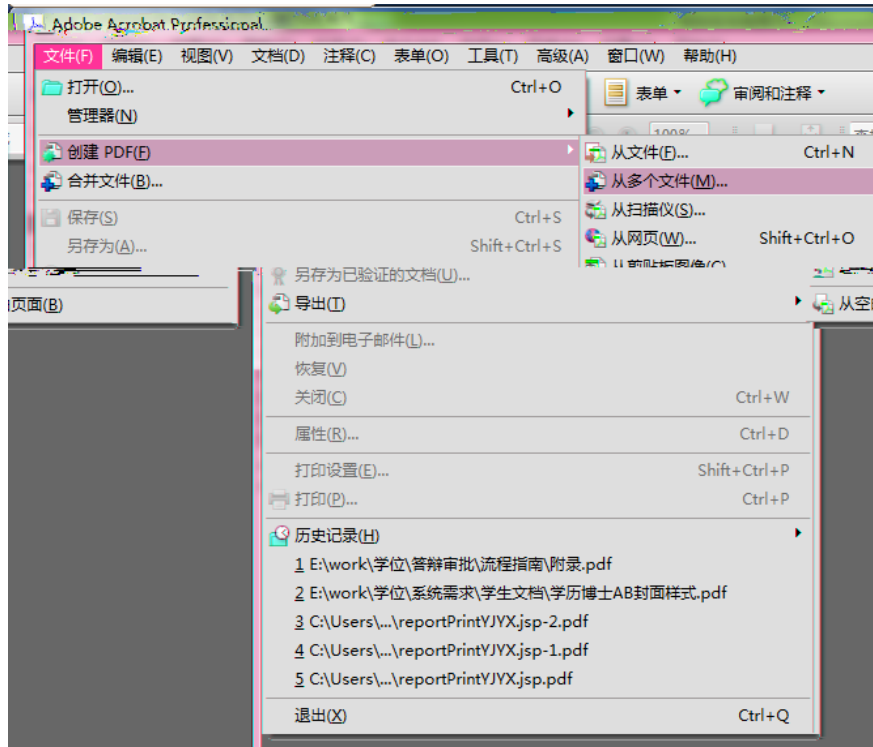 Adobe Acrobat Professional
文件(F) 编辑(E) 视图(V) 文档(D) 注释(C) 表单(O) 工具(T) 高级(A) 窗口(W) 帮助(H)
打开(O)... Ctrl+O
表单 审阅和注释
管理器(N)
100%
创建 PDF(F)
从文件(F)... Ctrl+N
合并文件(B)...
从多个文件(M)...
保存(S) Ctrl+S
从扫描仪(S)...
另存为(A)... Shift+Ctrl+S
从网页(W)... Shift+Ctrl+O
从剪贴板图像(C)
另存为已验证的文档(U)...
页面(B)
导出(T)
从空
附加到电子邮件(L)...
恢复(V)
关闭(C) Ctrl+W
属性(R)... Ctrl+D
打印设置(E)... Shift+Ctrl+P
打印(P)... Ctrl+P
历史记录(H)
1 E:\work\学位\答辩审批\流程指南\附录.pdf
2 E:\work\学位\系统需求\学生文档\学历博士AB封面样式.pdf
3 C:\Users\...\reportPrintYJYX.jsp-2.pdf
4 C:\Users\...\reportPrintYJYX.jsp-1.pdf
5 C:\Users\...\reportPrintYJYX.jsp.pdf
退出(X) Ctrl+Q